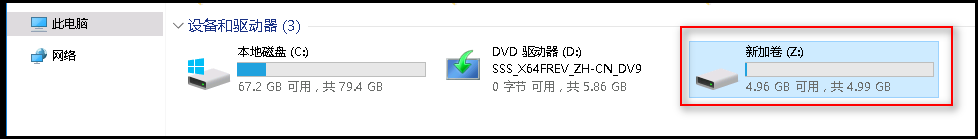 此电脑
网络
设备和驱动器 (3)
本地磁盘 (C:)
67.2 GB 可用，共 79.4 GB
DVD 驱动器 (D:)
SSS_X64FREV_ZH-CN_DV9
0 字节 可用，共 5.86 GB
新加卷 (Z:)
4.96 GB 可用，共 4.99 GB